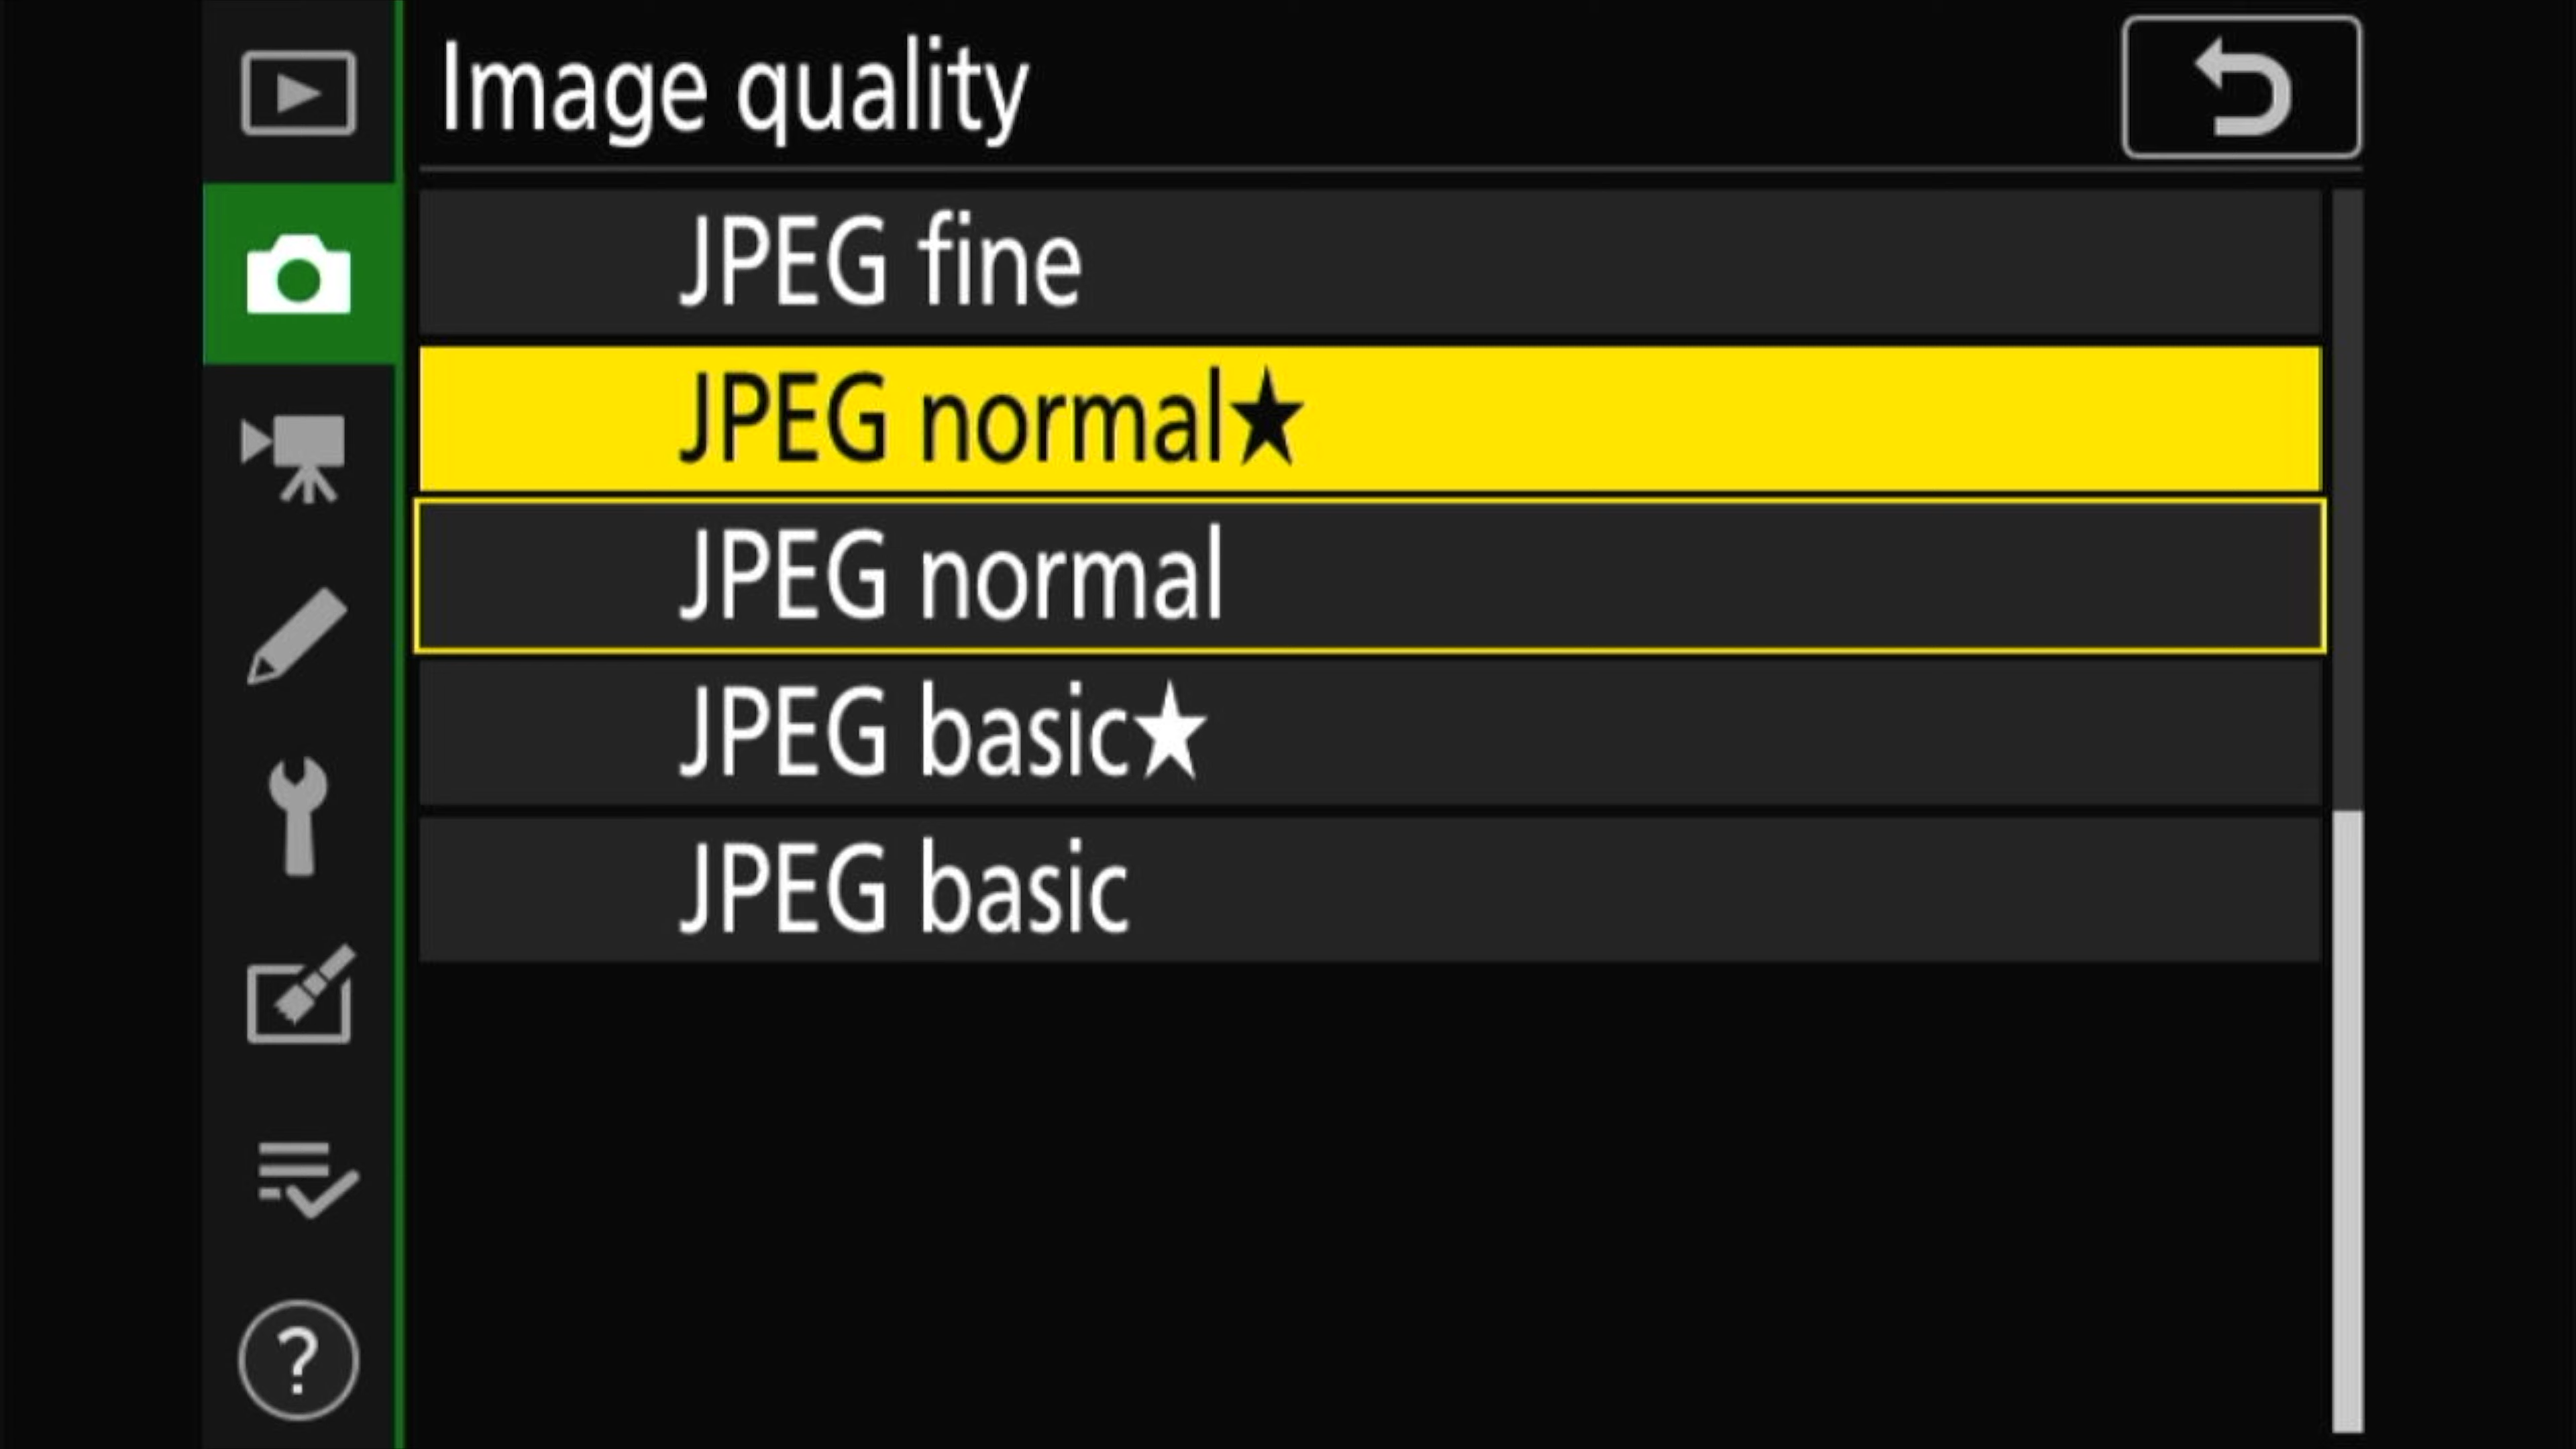 Image quality
JPEG fine
JPEG normal★
JPEG normal
JPEG basic★
JPEG basic
?